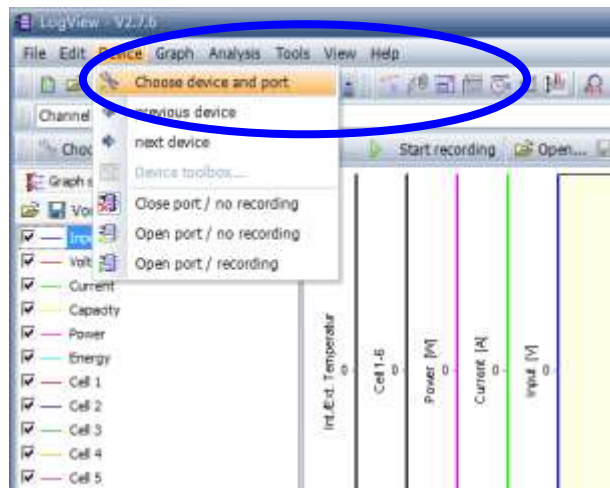 LogView - V2.7.6
File Edit Device Graph Analysis Tools View Help
Choose device and port
Channel
previous device
next device
Start recording Open...
Device toolbox....
Graph s
Close port / no recording
Open port / no recording
Open port / recording
Current
Capacity
Power
Energy
Cell 1
Cell 2
Cell 3
Cell 4
Cell 5
Int./Ext. Temperatur
0
Cell 1-6
0
Power [W]
0
Current [A]
0
Input [V]
0